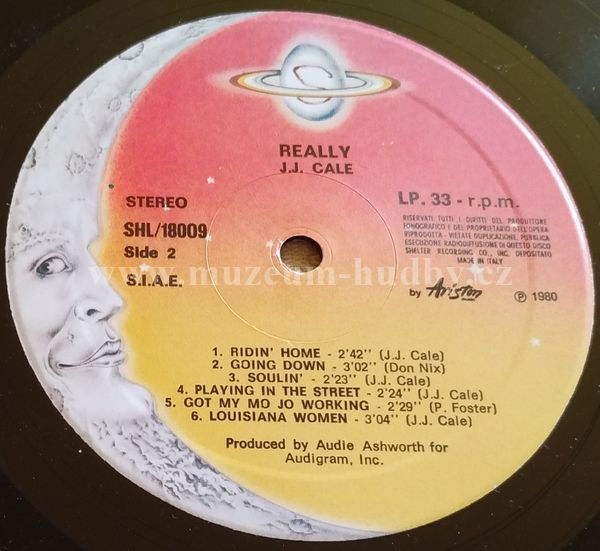 REALLY
J.J. CALE
STEREO
SHL/18009
Side 2
S.I.A.E.
LP. 33 - r.p.m.
RISERVATI TUTTI I DIRITTI DEL PRODUTTORE
FONOGRAFICO E DEL PROPRIETARIO DELL'OPERA
RIPRODOTTA - VIETATE DUPLICAZIONE, PUBBLICA
ESECUZIONE RADIODIFFUSIONE DI QUESTO DISCO
SHELTER RECORDING CO., INC. DEPOSITATO
MADE IN ITALY
by Ariston ℗ 1980
www.muzeum-hudby.cz
1. RIDIN' HOME - 2'42'' (J.J. Cale)
2. GOING DOWN - 3'02'' (Don Nix)
3. SOULIN' - 2'23'' (J.J. Cale)
4. PLAYING IN THE STREET - 2'24'' (J.J. Cale)
5. GOT MY MO JO WORKING - 2'29'' (P. Foster)
6. LOUISIANA WOMEN - 3'04'' (J.J. Cale)
Produced by Audie Ashworth for
Audigram, Inc.